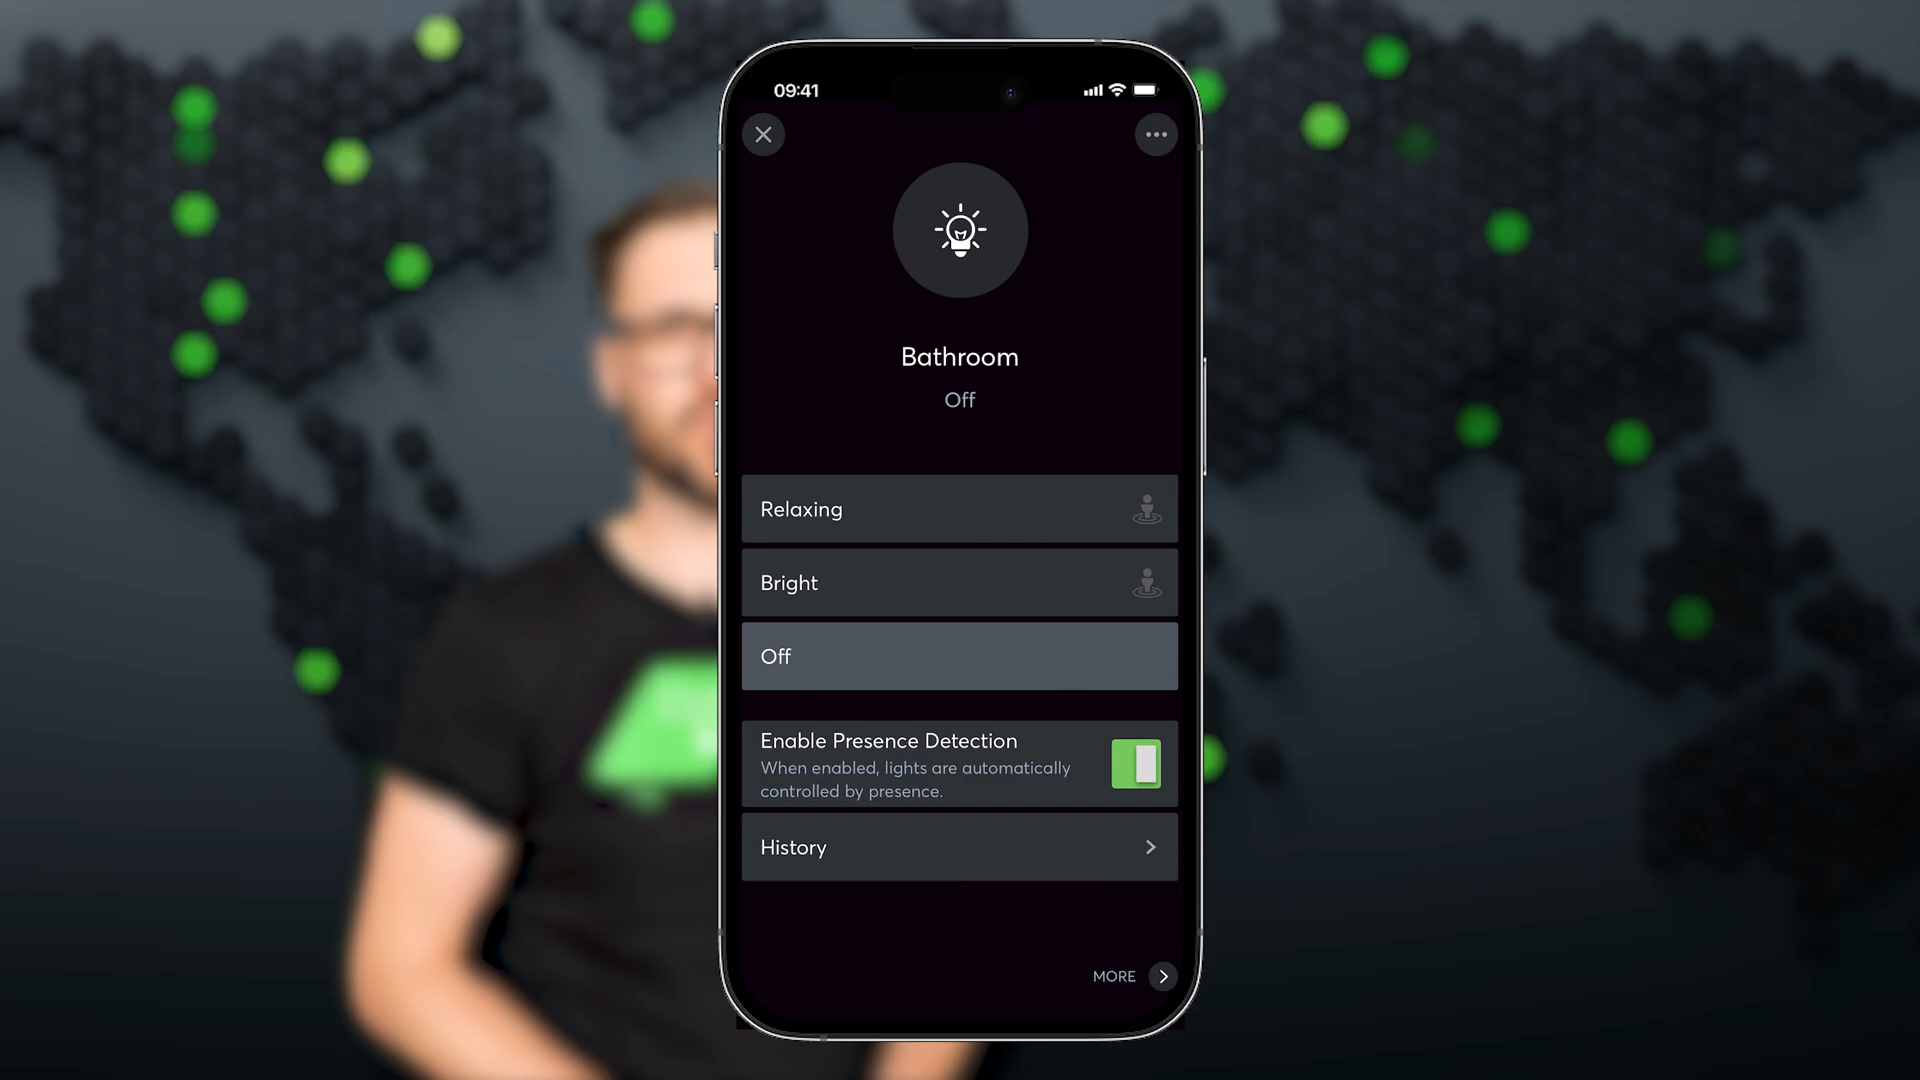 09:41
Bathroom
Off
Relaxing
Bright
Off
Enable Presence Detection
When enabled, lights are automatically
controlled by presence.
History
MORE